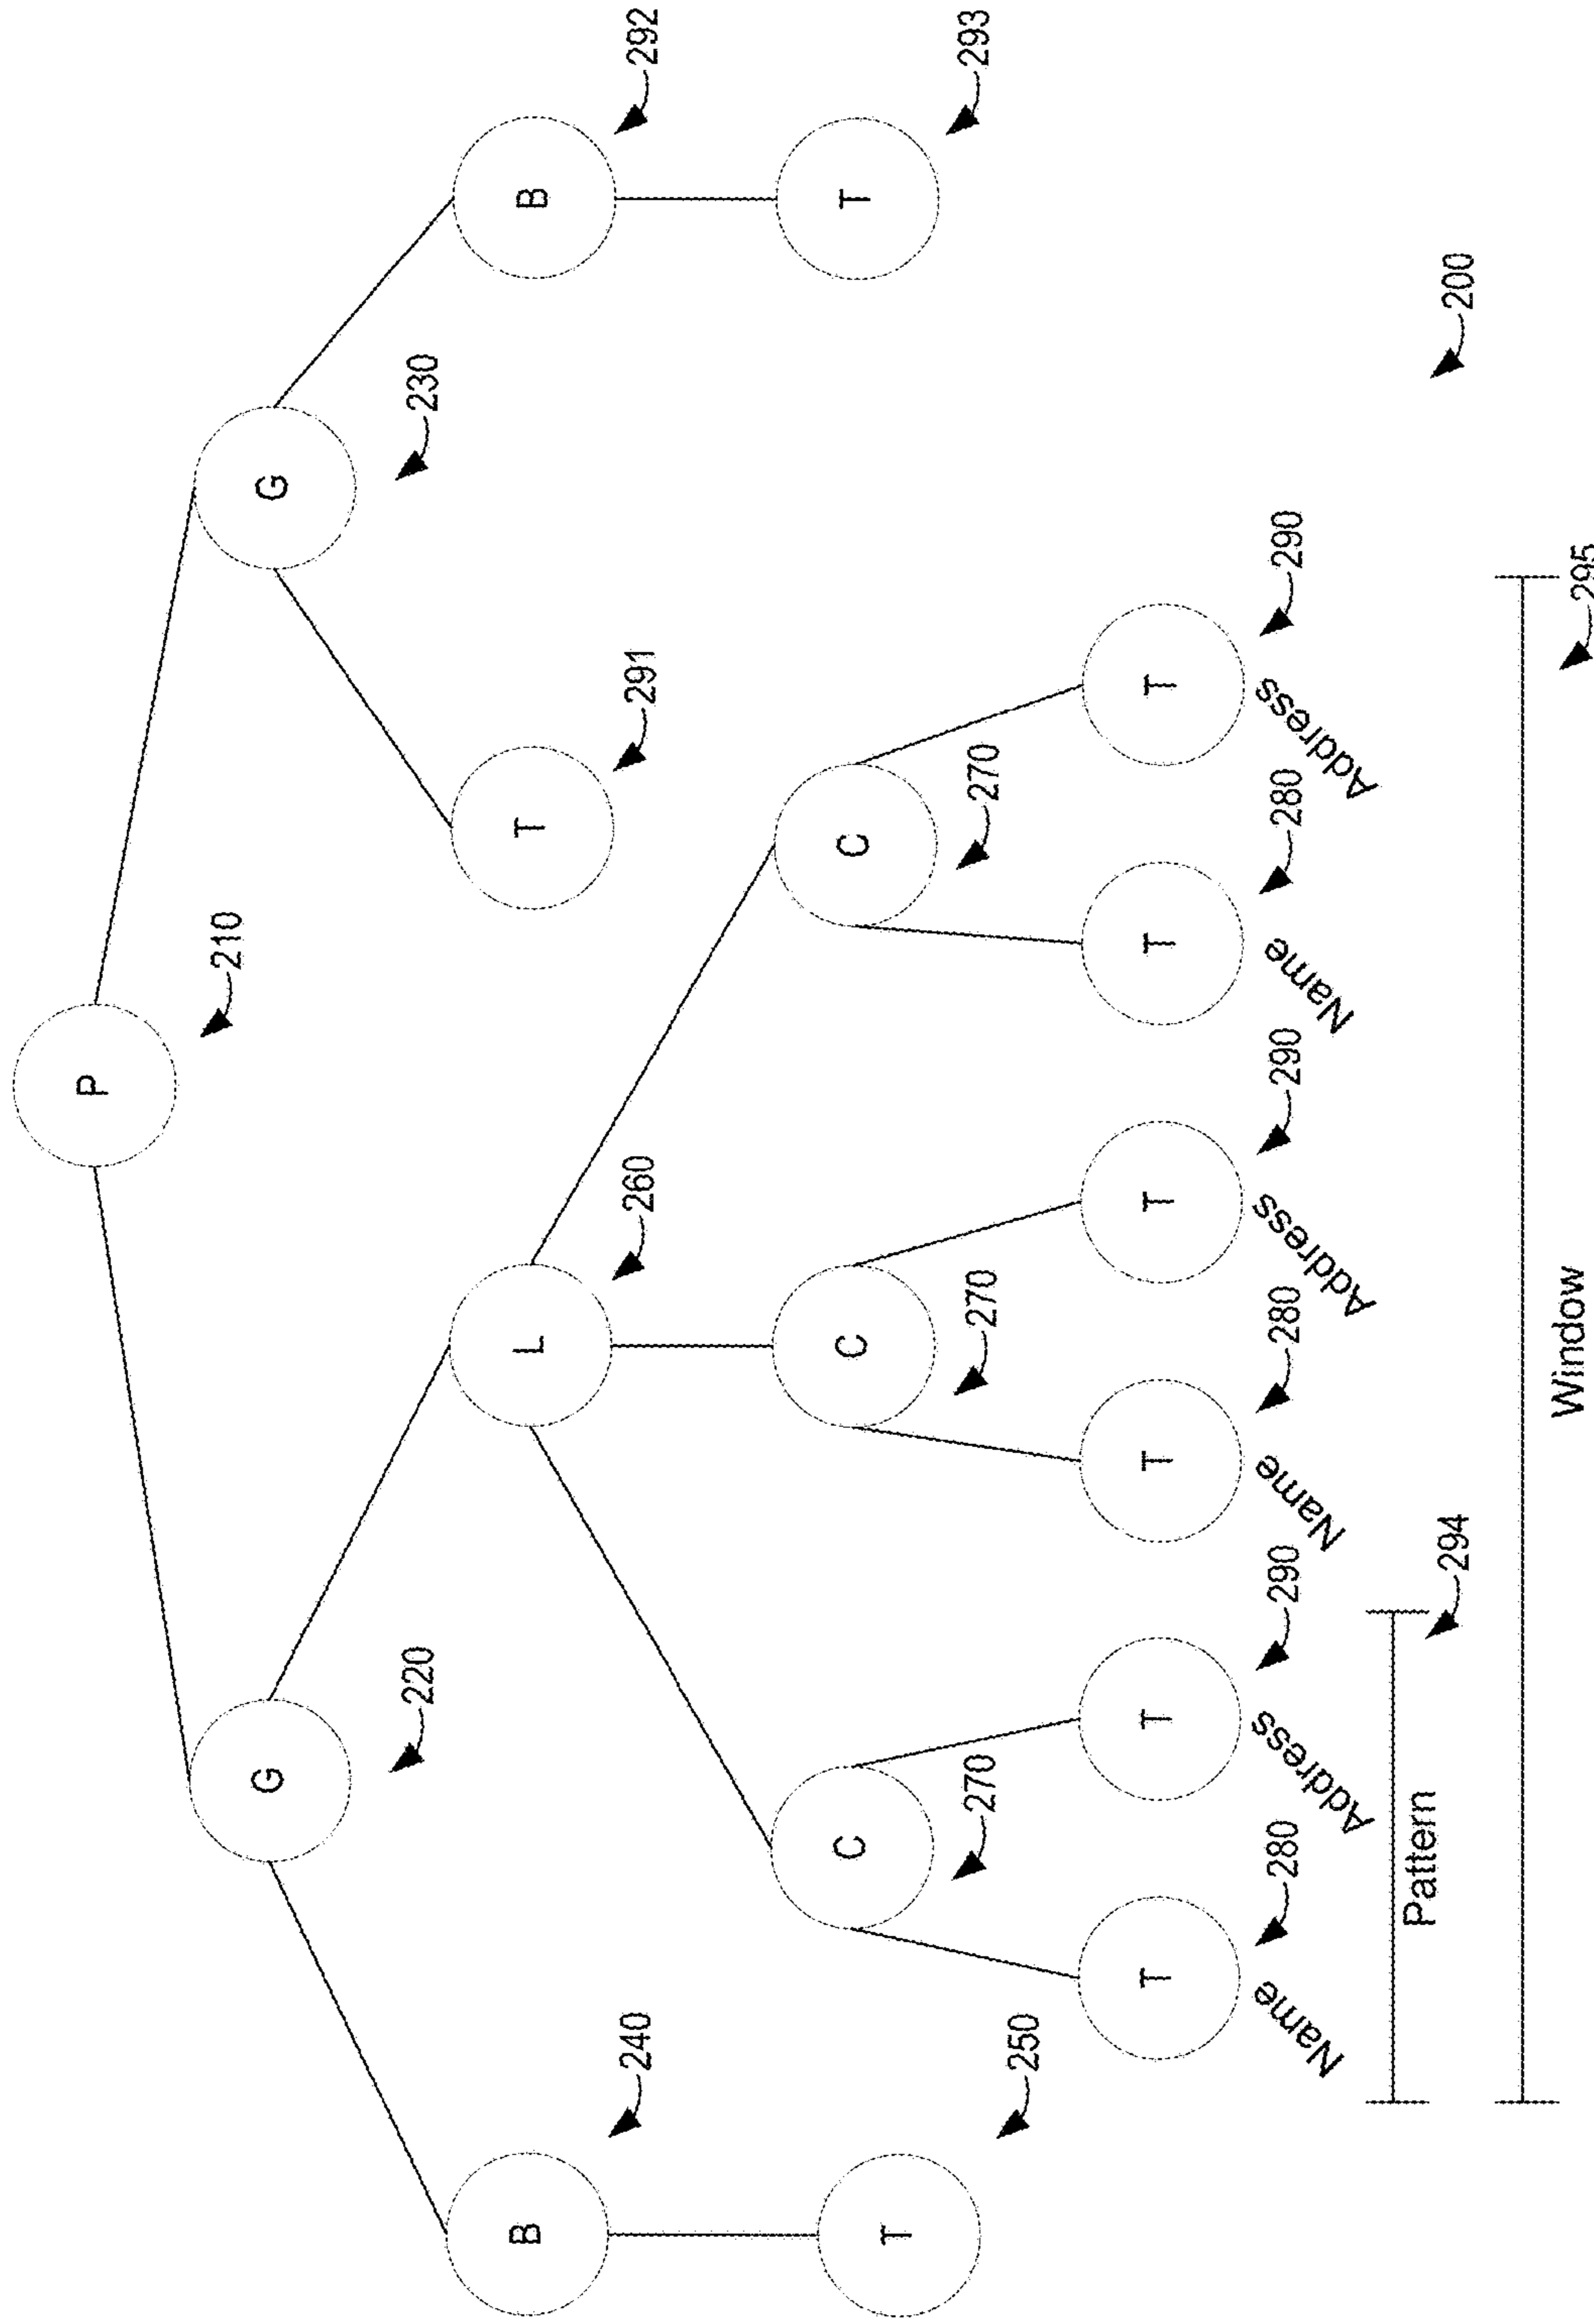 P
210
G
G
220
230
B
L
T
B
240
260
291
292
T
C
C
C
T
250
270
270
270
293
T
T
T
T
T
T
280
290
280
290
280
290
Name
Address
Name
Address
Name
Address
Pattern
294
200
Window
295